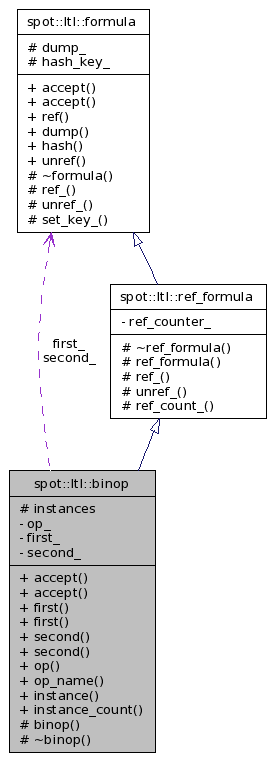 spot::ltl::formula
# dump_
# hash_key_
+ accept()
+ accept()
+ ref()
+ dump()
+ hash()
+ unref()
# ~formula()
# ref_()
# unref_()
# set_key_()
spot::ltl::ref_formula
- ref_counter_
# ~ref_formula()
# ref_formula()
# ref_()
# unref_()
# ref_count_()
first_
second_
spot::ltl::binop
# instances
- op_
- first_
- second_
+ accept()
+ accept()
+ first()
+ first()
+ second()
+ second()
+ op()
+ op_name()
+ instance()
+ instance_count()
# binop()
# ~binop()